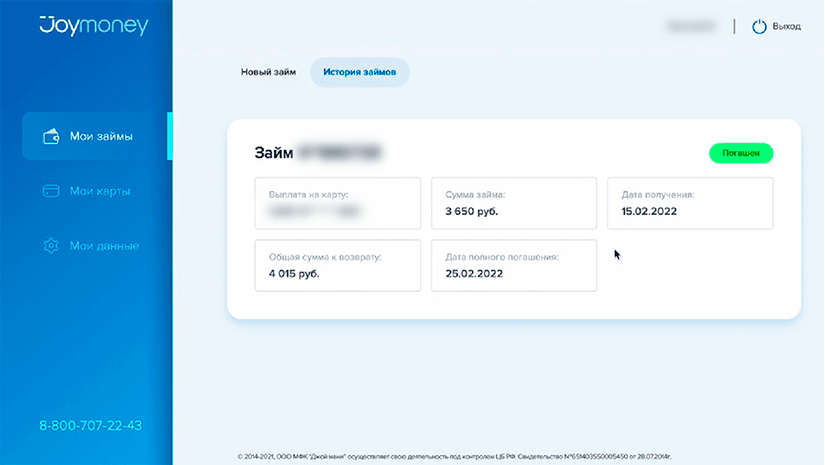 Joymoney
Выход
Новый займ
История займов
Мои займы
Мои карты
Мои данные
Займ
Погашен
Выплата на карту:
Сумма займа:
3 650 руб.
Дата получения:
15.02.2022
Общая сумма к возврату:
4 015 руб.
Дата полного погашения:
25.02.2022
8-800-707-22-43
© 2014-2021, ООО МФК "Джой мани" осуществляет свою деятельность под контролем ЦБ РФ. Свидетельство №651403550005450 от 28.07.2014г.